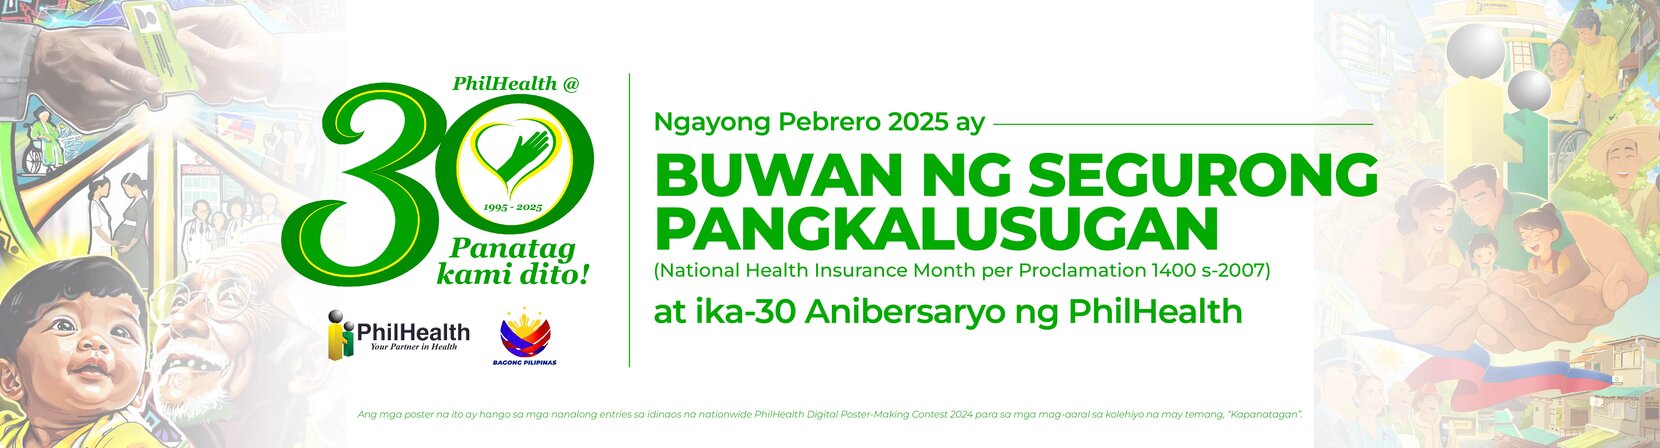 PhilHealth @
30
1995 - 2025
Panatag
kami dito!
PhilHealth
Your Partner in Health
BAGONG PILIPINAS
Ngayong Pebrero 2025 ay
BUWAN NG SEGURONG
PANGKALUSUGAN
(National Health Insurance Month per Proclamation 1400 s-2007)
at ika-30 Anibersaryo ng PhilHealth
Ang mga poster na ito ay hango sa mga nanalong entries sa idinaos na nationwide PhilHealth Digital Poster-Making Contest 2024 para sa mga mag-aaral sa kolehiyo na may temang, “Kapanatagan”.
PhilHealth